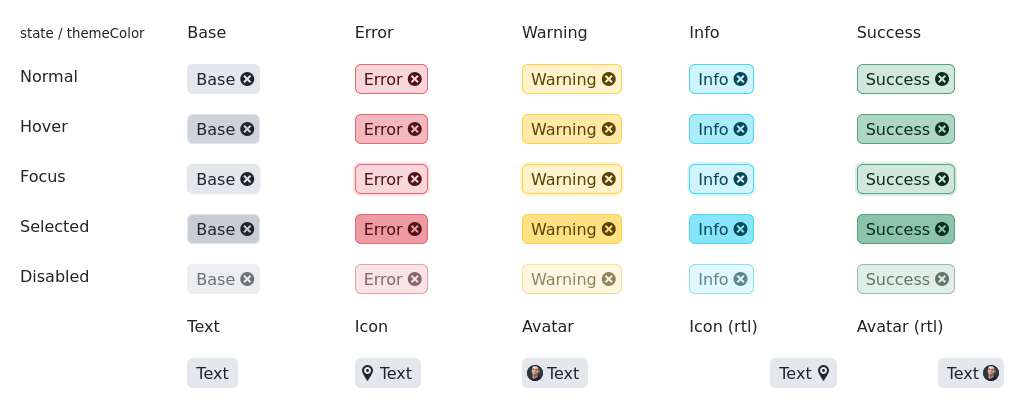 state / themeColor Base Error Warning Info Success
Normal Base Error Warning Info Success
Hover Base Error Warning Info Success
Focus Base Error Warning Info Success
Selected Base Error Warning Info Success
Disabled Base Error Warning Info Success
Text Icon Avatar Icon (rtl) Avatar (rtl)
Text Text Text Text Text